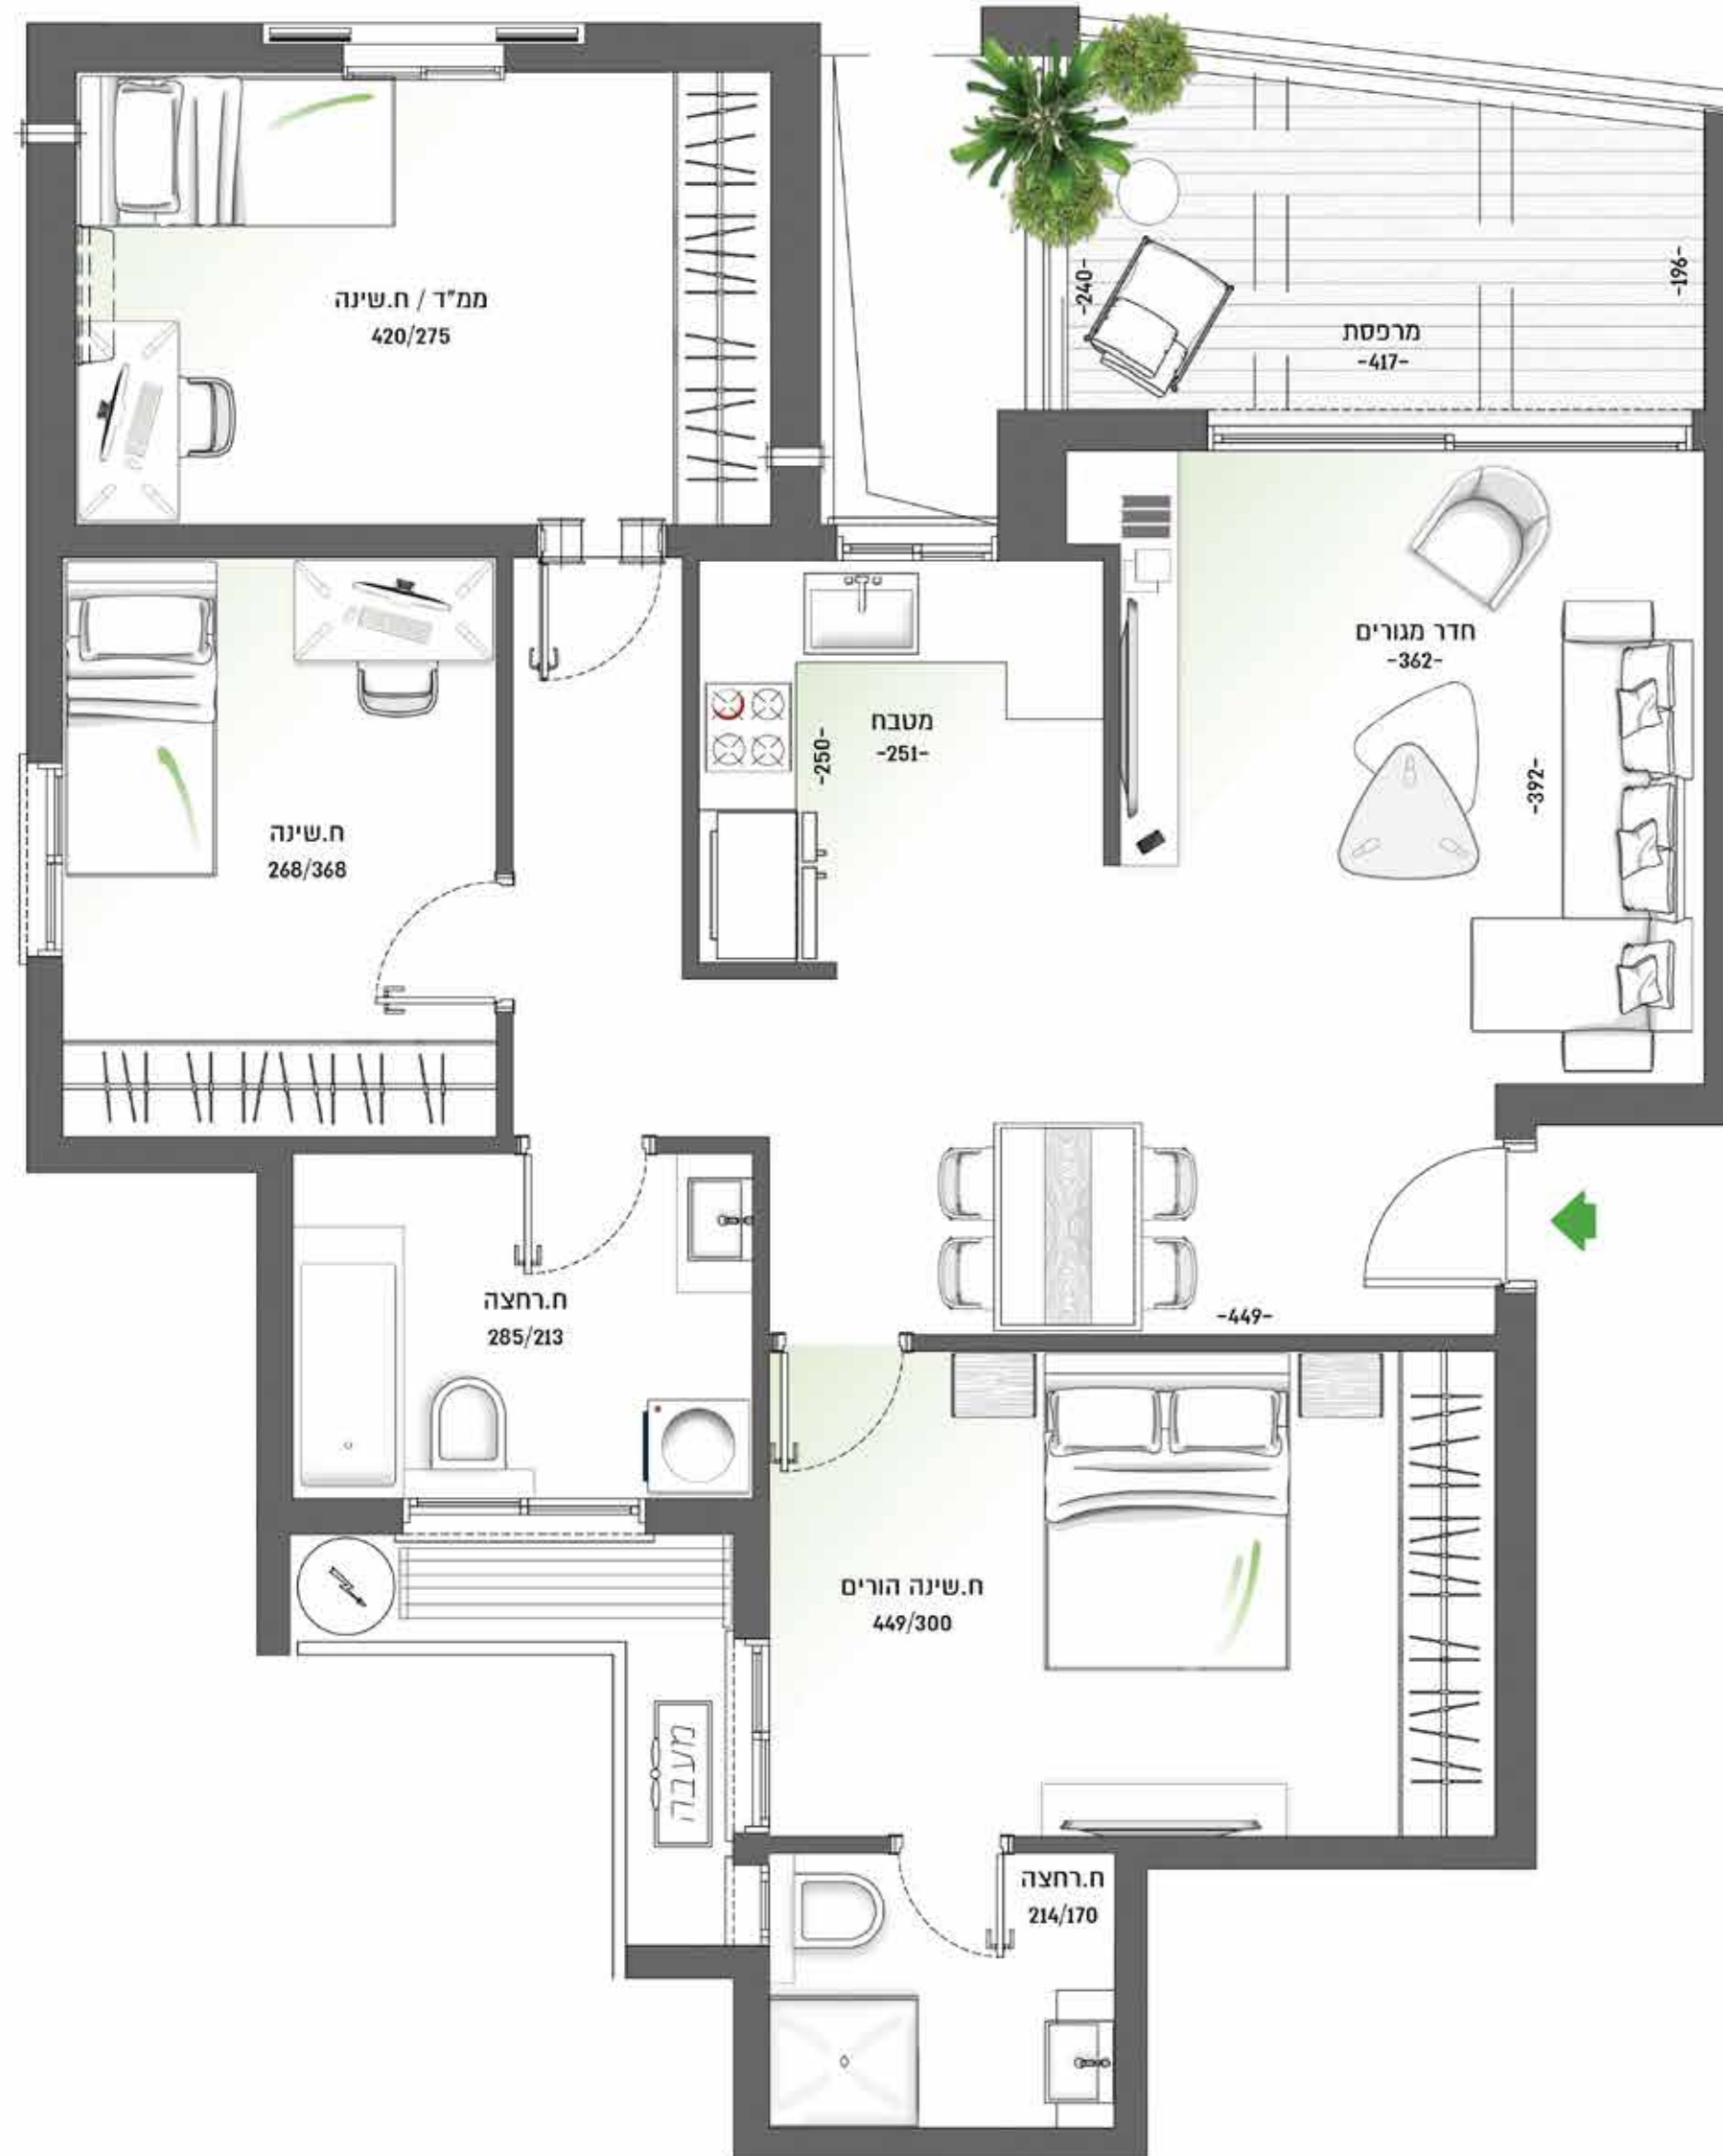 ממ"ד / ח.שינה
420/275
-240-
-196-
מרפסת
-417-
חדר מגורים
-362-
-392-
מטבח
-251-
-250-
ח.שינה
268/368
ח.רחצה
285/213
-449-
ח.שינה הורים
449/300
מעבה
ח.רחצה
214/170